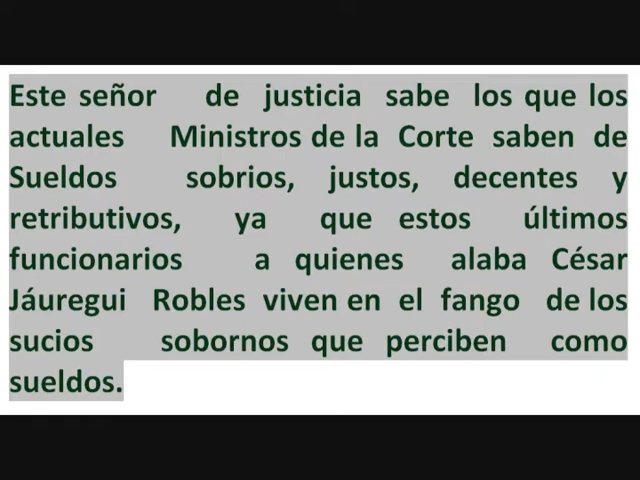 Este señor de justicia sabe los que los
actuales Ministros de la Corte saben de
Sueldos sobrios, justos, decentes y
retributivos, ya que estos últimos
funcionarios a quienes alaba César
Jáuregui Robles viven en el fango de los
sucios sobornos que perciben como
sueldos.